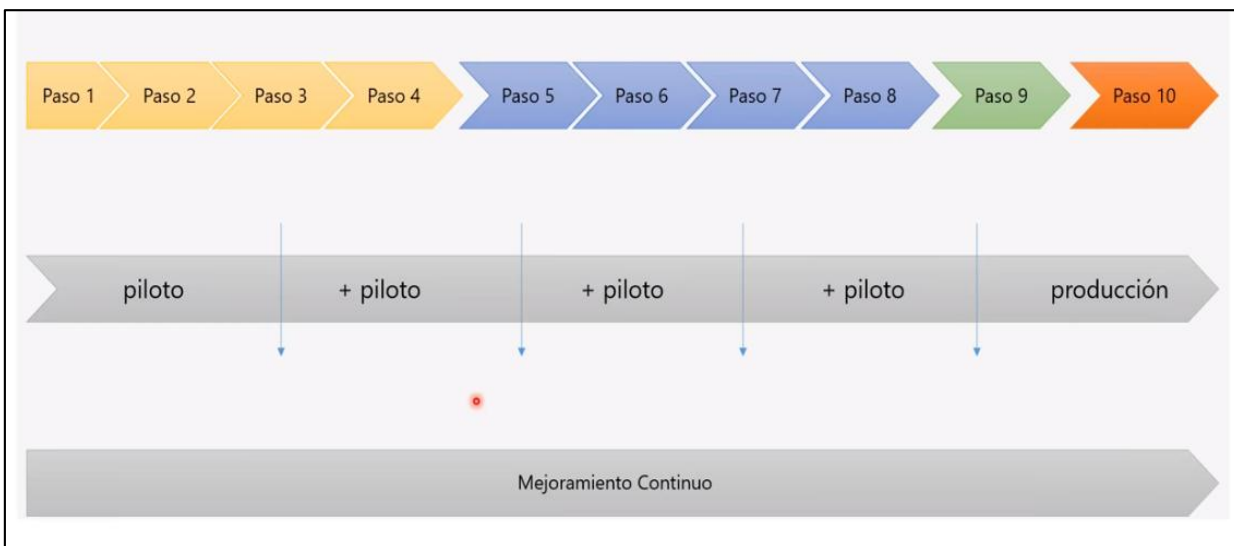 Paso 1 Paso 2 Paso 3 Paso 4 Paso 5 Paso 6 Paso 7 Paso 8 Paso 9 Paso 10
piloto + piloto + piloto + piloto producción
Mejoramiento Continuo